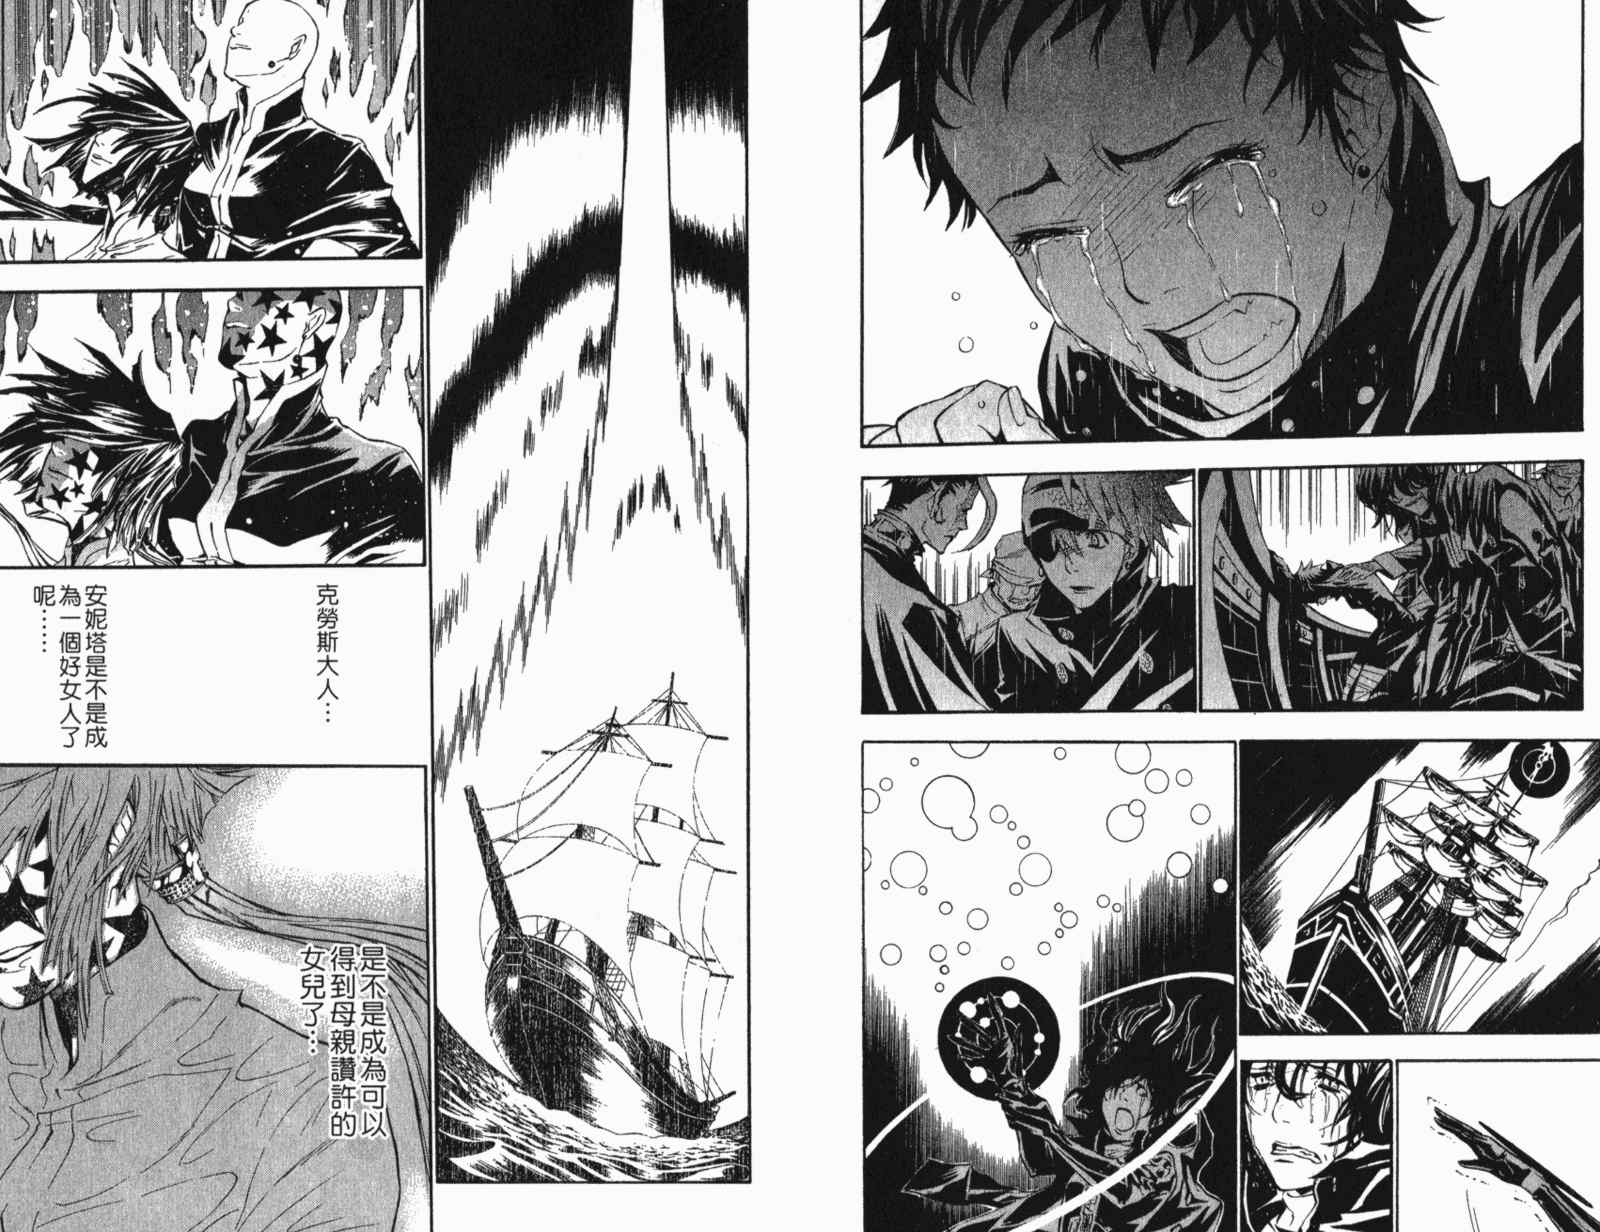 克勞斯大人…
安妮塔是不是成
為一個好女人了
呢……
是不是成為可以
得到母親讚許的
女兒了…